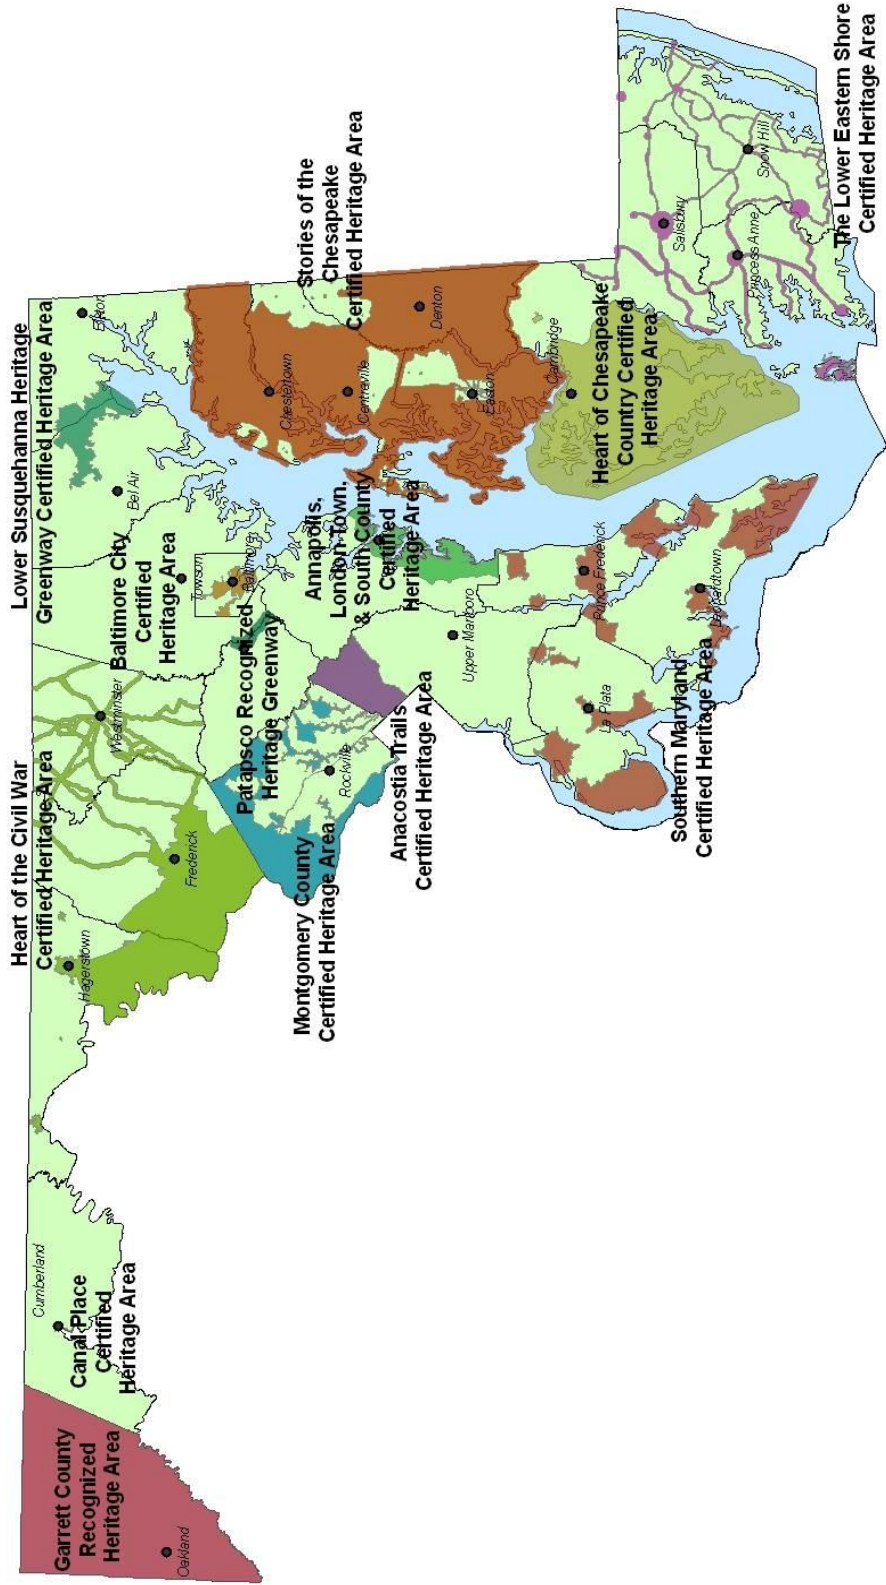 Garrett County
Recognized
Heritage Area
Oakland
Cumberland
Canal Place
Certified
Heritage Area
Heart of the Civil War
Certified Heritage Area
Hagerstown
Frederick
Westminster
Montgomery County
Certified Heritage Area
Rockville
Patapsco Recognized
Heritage Greenway
Anacostia Trails
Certified Heritage Area
Baltimore City
Certified
Heritage Area
Towson
Baltimore
Lower Susquehanna Heritage
Greenway Certified Heritage Area
Bel Air
Elkton
Annapolis,
London Town,
& South County
Certified
Heritage Area
Upper Marlboro
Stories of the
Chesapeake
Certified Heritage Area
Chestertown
Centreville
Denton
Easton
Cambridge
Heart of Chesapeake
Country Certified
Heritage Area
Prince Frederick
La Plata
Leonardtown
Southern Maryland
Certified Heritage Area
Salisbury
Snow Hill
Princess Anne
The Lower Eastern Shore
Certified Heritage Area